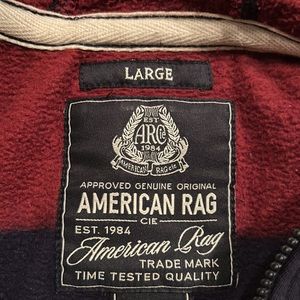 LARGE
EST
ARC
1984
AMERICAN RAG cie
APPROVED GENUINE ORIGINAL
AMERICAN RAG
CIE
EST. 1984
American Rag
TRADE MARK
TIME TESTED QUALITY